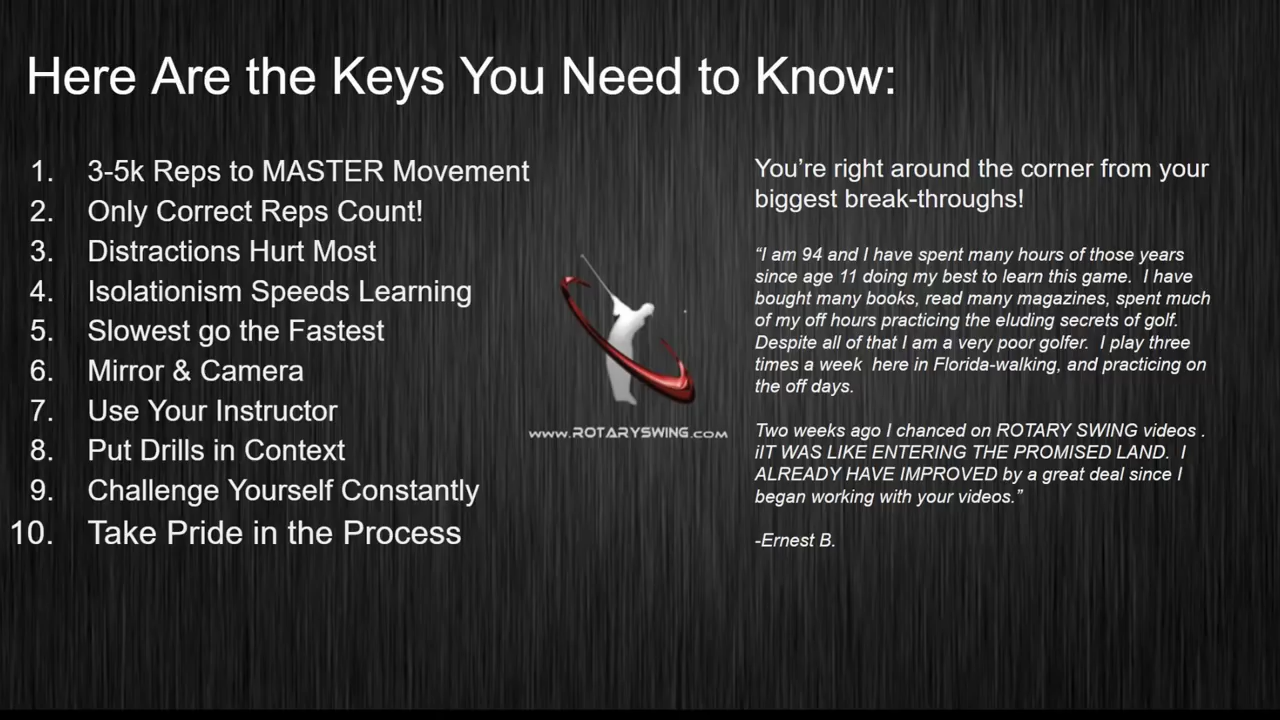 Here Are the Keys You Need to Know:
1. 3-5k Reps to MASTER Movement
2. Only Correct Reps Count!
3. Distractions Hurt Most
4. Isolationism Speeds Learning
5. Slowest go the Fastest
6. Mirror & Camera
7. Use Your Instructor
8. Put Drills in Context
9. Challenge Yourself Constantly
10. Take Pride in the Process
www.ROTARYSWING.com
You’re right around the corner from your
biggest break-throughs!
“I am 94 and I have spent many hours of those years
since age 11 doing my best to learn this game.  I have
bought many books, read many magazines, spent much
of my off hours practicing the eluding secrets of golf.
Despite all of that I am a very poor golfer.  I play three
times a week  here in Florida-walking, and practicing on
the off days.
Two weeks ago I chanced on ROTARY SWING videos .
iIT WAS LIKE ENTERING THE PROMISED LAND.  I
ALREADY HAVE IMPROVED by a great deal since I
began working with your videos.”
-Ernest B.